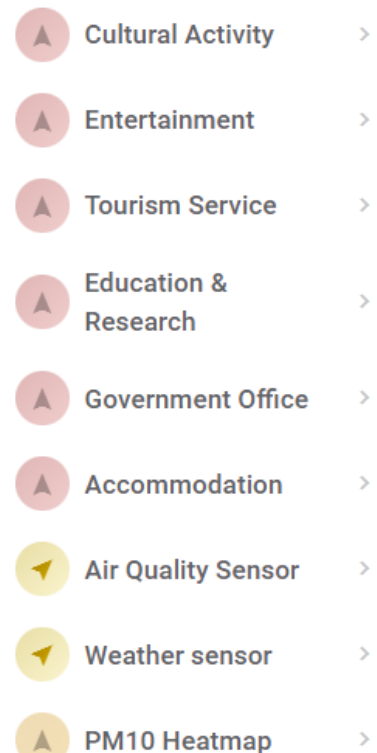 Cultural Activity
Entertainment
Tourism Service
Education &
Research
Government Office
Accommodation
Air Quality Sensor
Weather sensor
PM10 Heatmap